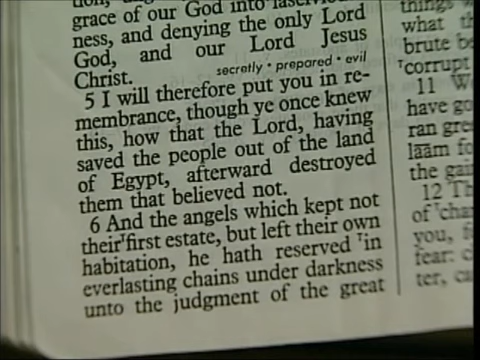 grace of our God into
ness, and denying the only Lord
God, and our Lord Jesus
Christ.
secretly • prepared • evil
5 I will therefore put you in re-
membrance, though ye once knew
this, how that the Lord, having
saved the people out of the land
of Egypt, afterward destroyed
them that believed not.
6 And the angels which kept not
their first estate, but left their own
habitation, he hath reserved in
everlasting chains under darkness
unto the judgment of the great
things
what
brute
corrupt
11
have
ran
laam
the
12
of
you,
fear:
ter,